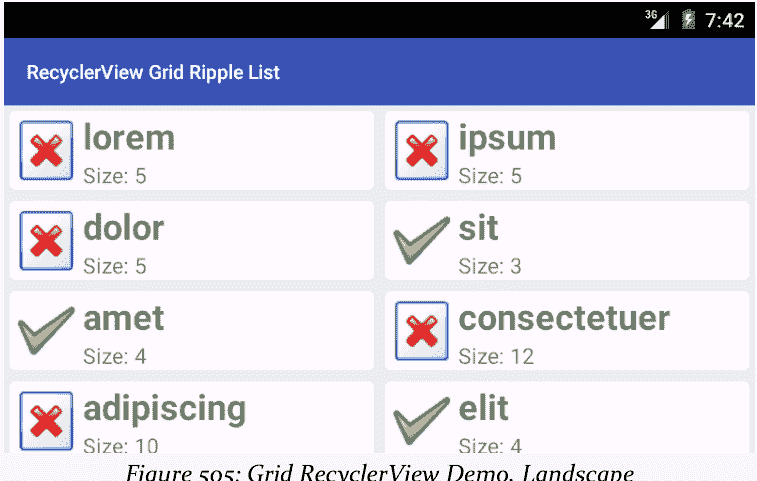 3G 7:42
RecyclerView Grid Ripple List
lorem
Size: 5
ipsum
Size: 5
dolor
Size: 5
sit
Size: 3
amet
Size: 4
consectetuer
Size: 12
adipiscing
Size: 10
elit
Size: 4
Figure 505: Grid RecyclerView Demo, Landscape